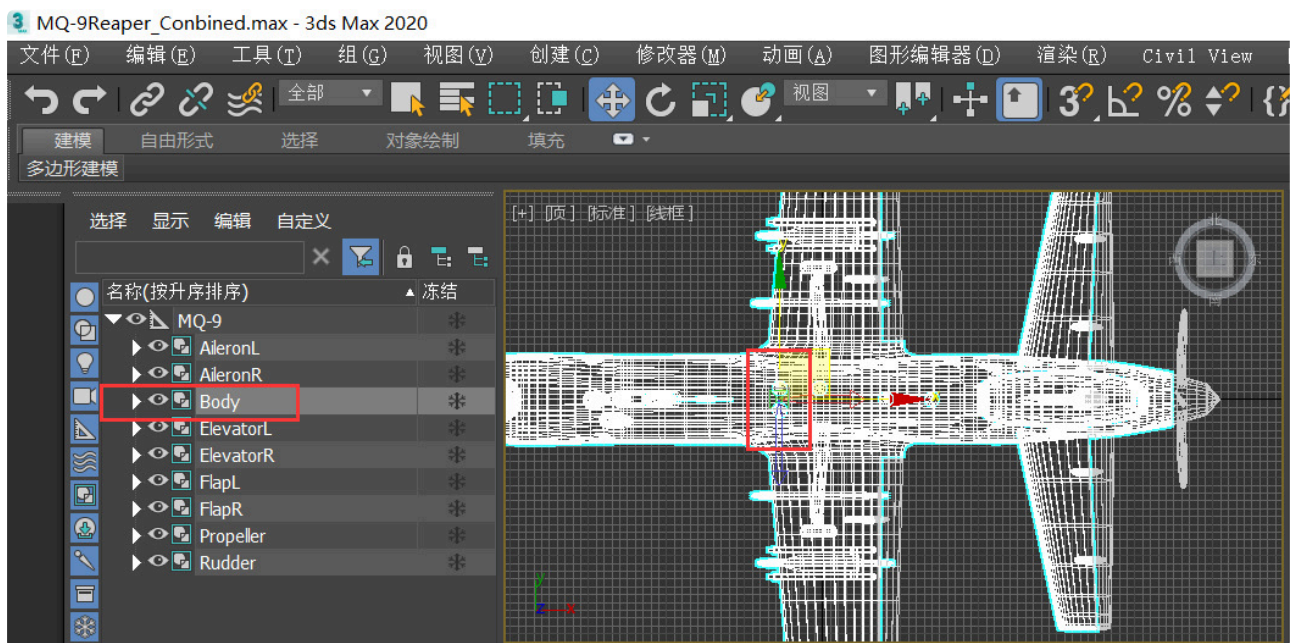 MQ-9Reaper_Conbined.max - 3ds Max 2020
文件(F) 编辑(E) 工具(T) 组(G) 视图(V) 创建(C) 修改器(M) 动画(A) 图形编辑器(D) 渲染(R) Civil View
全部 视图
建模 自由形式 选择 对象绘制 填充
多边形建模
选择 显示 编辑 自定义
[+] [顶] [标准] [线框]
名称(按升序排序) 冻结
MQ-9
AileronL
AileronR
Body
ElevatorL
ElevatorR
FlapL
FlapR
Propeller
Rudder
y
z x